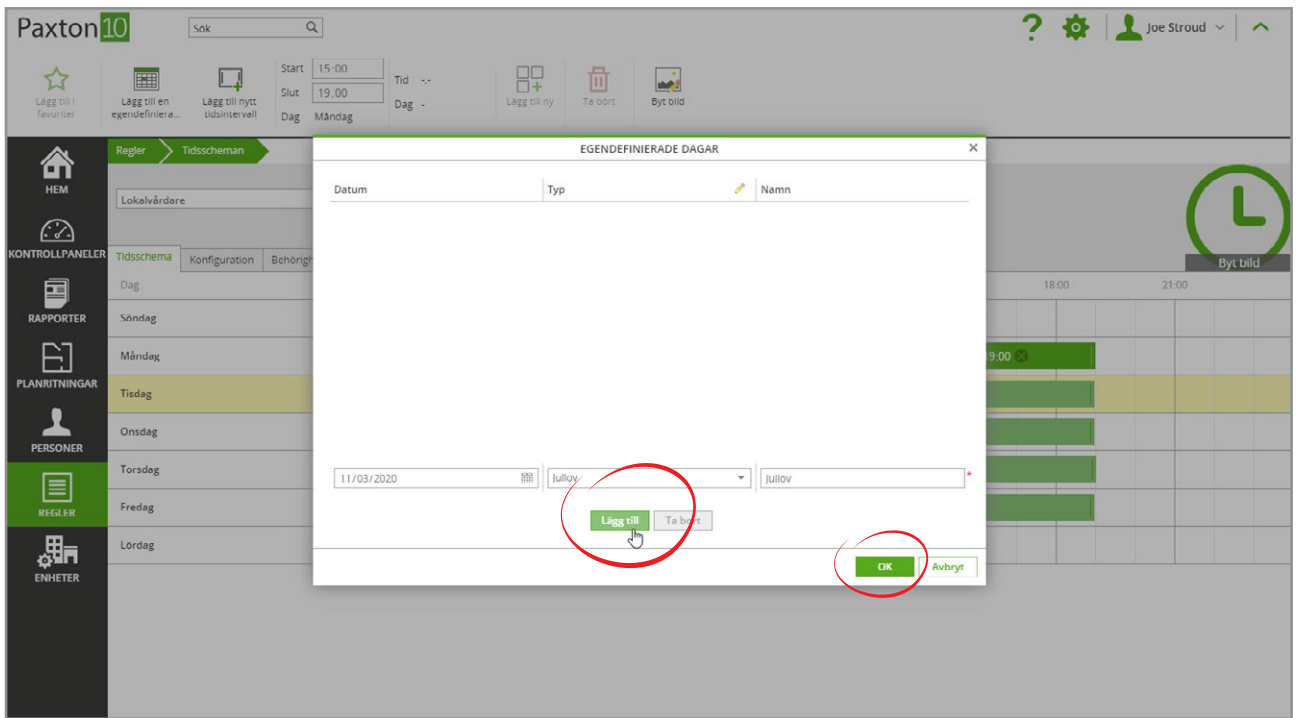 Paxton10
Sök
Joe Stroud
Lägg till i
favoriter
Lägg till en
egendefiniera...
Lägg till nytt
tidsintervall
Start 15:00
Slut 19.00
Dag Måndag
Tid -.-
Dag -
Lägg till ny
Ta bort
Byt bild
HEM
KONTROLLPANELER
RAPPORTER
PLANRITNINGAR
PERSONER
REGLER
ENHETER
Regler Tidsscheman
Lokalvårdare
Byt bild
Tidsschema Konfiguration Behörigh
Dag 18:00 21:00
Söndag
Måndag 9:00
Tisdag
Onsdag
Torsdag
Fredag
Lördag
EGENDEFINIERADE DAGAR
Datum Typ Namn
11/03/2020 Jullov Jullov *
Lägg till Ta bort
OK Avbryt